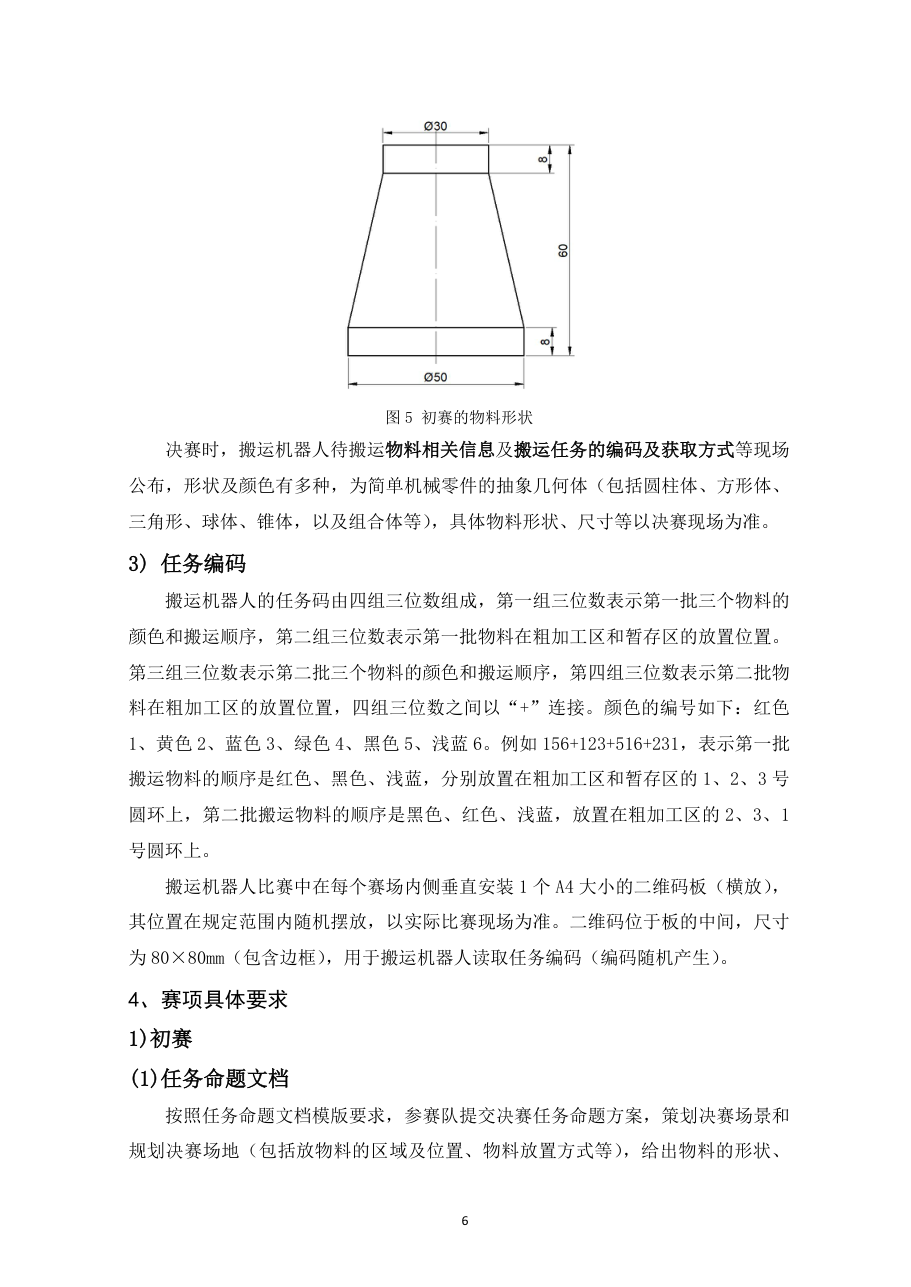 Ø30
8
60
8
Ø50
图 5 初赛的物料形状
决赛时，搬运机器人待搬运物料相关信息及搬运任务的编码及获取方式等现场
公布，形状及颜色有多种，为简单机械零件的抽象几何体（包括圆柱体、方形体、
三角形、球体、锥体，以及组合体等），具体物料形状、尺寸等以决赛现场为准。
3) 任务编码
搬运机器人的任务码由四组三位数组成，第一组三位数表示第一批三个物料的
颜色和搬运顺序，第二组三位数表示第一批物料在粗加工区和暂存区的放置位置。
第三组三位数表示第二批三个物料的颜色和搬运顺序，第四组三位数表示第二批物
料在粗加工区的放置位置，四组三位数之间以“+”连接。颜色的编号如下：红色
1、黄色 2、蓝色 3、绿色 4、黑色 5、浅蓝 6。例如 156+123+516+231，表示第一批
搬运物料的顺序是红色、黑色、浅蓝，分别放置在粗加工区和暂存区的 1、2、3 号
圆环上，第二批搬运物料的顺序是黑色、红色、浅蓝，放置在粗加工区的 2、3、1
号圆环上。
搬运机器人比赛中在每个赛场内侧垂直安装 1 个 A4 大小的二维码板（横放），
其位置在规定范围内随机摆放，以实际比赛现场为准。二维码位于板的中间，尺寸
为 80×80mm（包含边框），用于搬运机器人读取任务编码（编码随机产生）。
4、赛项具体要求
1)初赛
(1)任务命题文档
按照任务命题文档模版要求，参赛队提交决赛任务命题方案，策划决赛场景和
规划决赛场地（包括放物料的区域及位置、物料放置方式等），给出物料的形状、
6